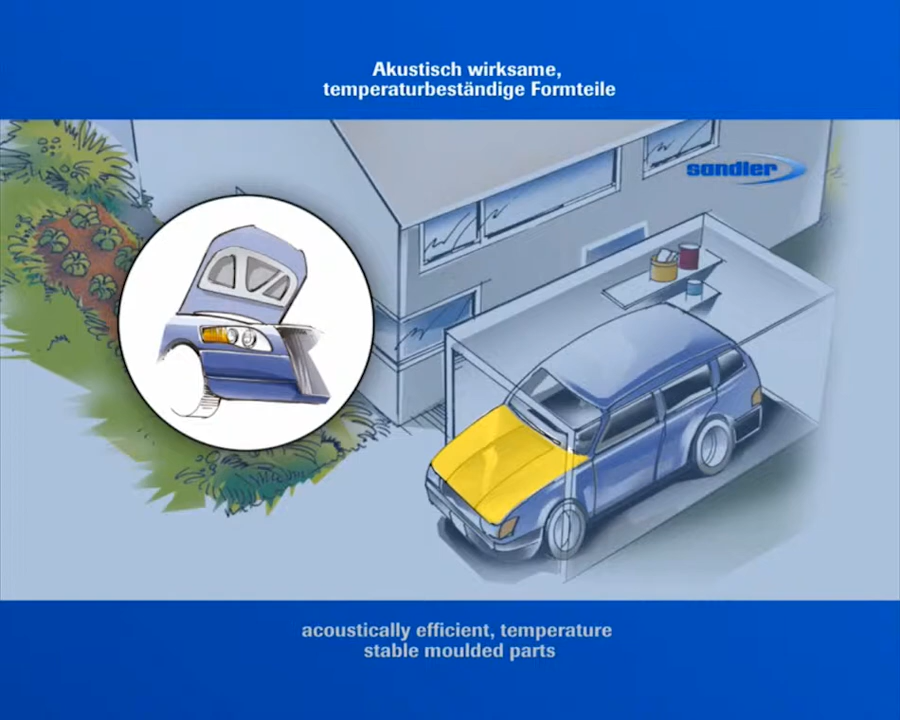 Akustisch wirksame,
temperaturbeständige Formteile
sandler
acoustically efficient, temperature
stable moulded parts